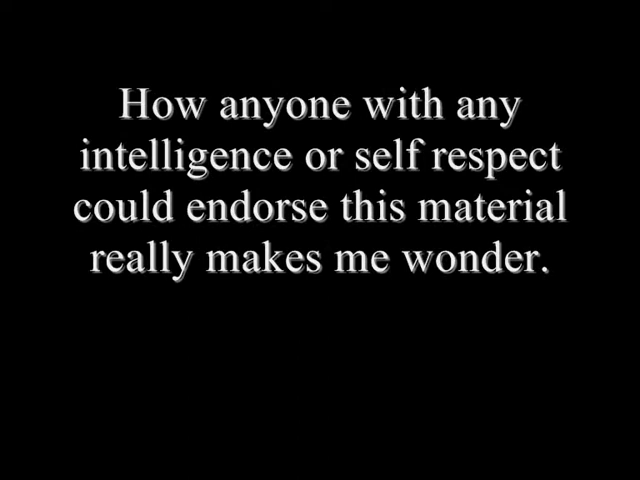 How anyone with any
intelligence or self respect
could endorse this material
really makes me wonder.